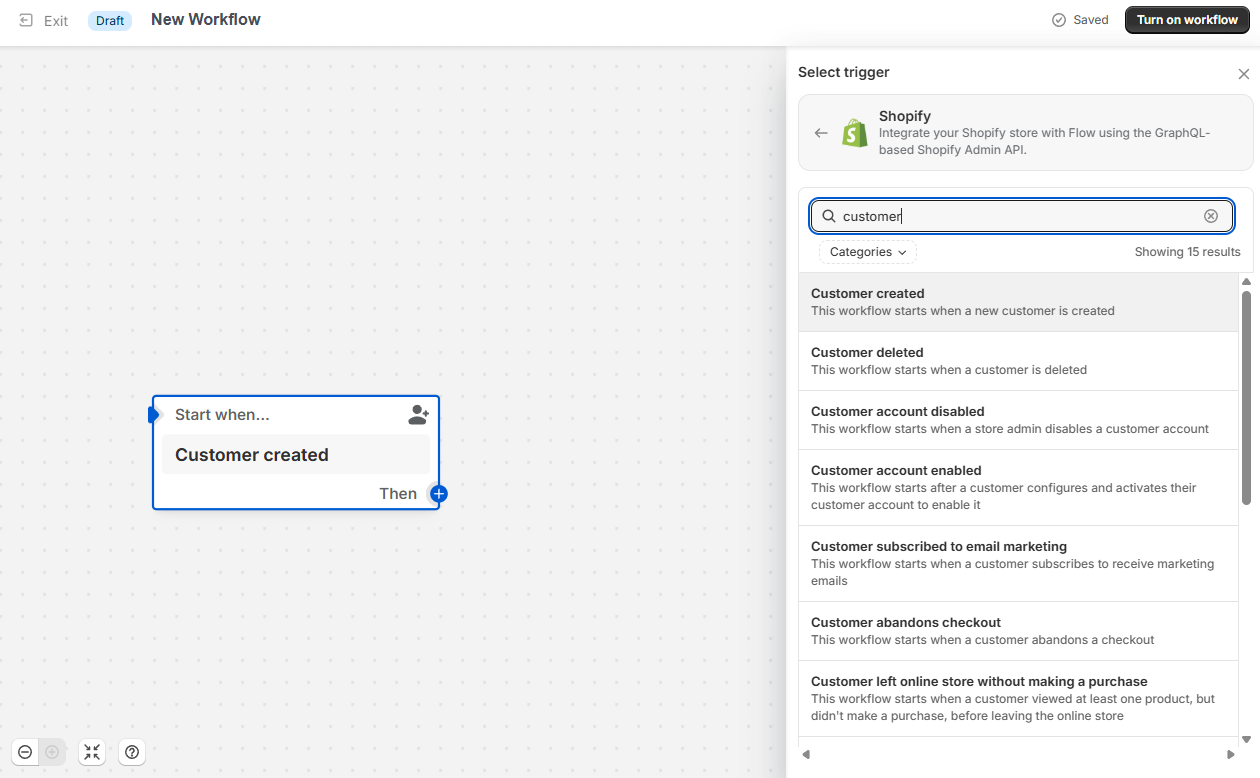 Exit
Draft
New Workflow
Saved
Turn on workflow
Select trigger
Shopify
Integrate your Shopify store with Flow using the GraphQL-
based Shopify Admin API.
customer
Categories
Showing 15 results
Customer created
This workflow starts when a new customer is created
Customer deleted
This workflow starts when a customer is deleted
Customer account disabled
This workflow starts when a store admin disables a customer account
Customer account enabled
This workflow starts after a customer configures and activates their
customer account to enable it
Customer subscribed to email marketing
This workflow starts when a customer subscribes to receive marketing
emails
Customer abandons checkout
This workflow starts when a customer abandons a checkout
Customer left online store without making a purchase
This workflow starts when a customer viewed at least one product, but
didn't make a purchase, before leaving the online store
Start when...
Customer created
Then